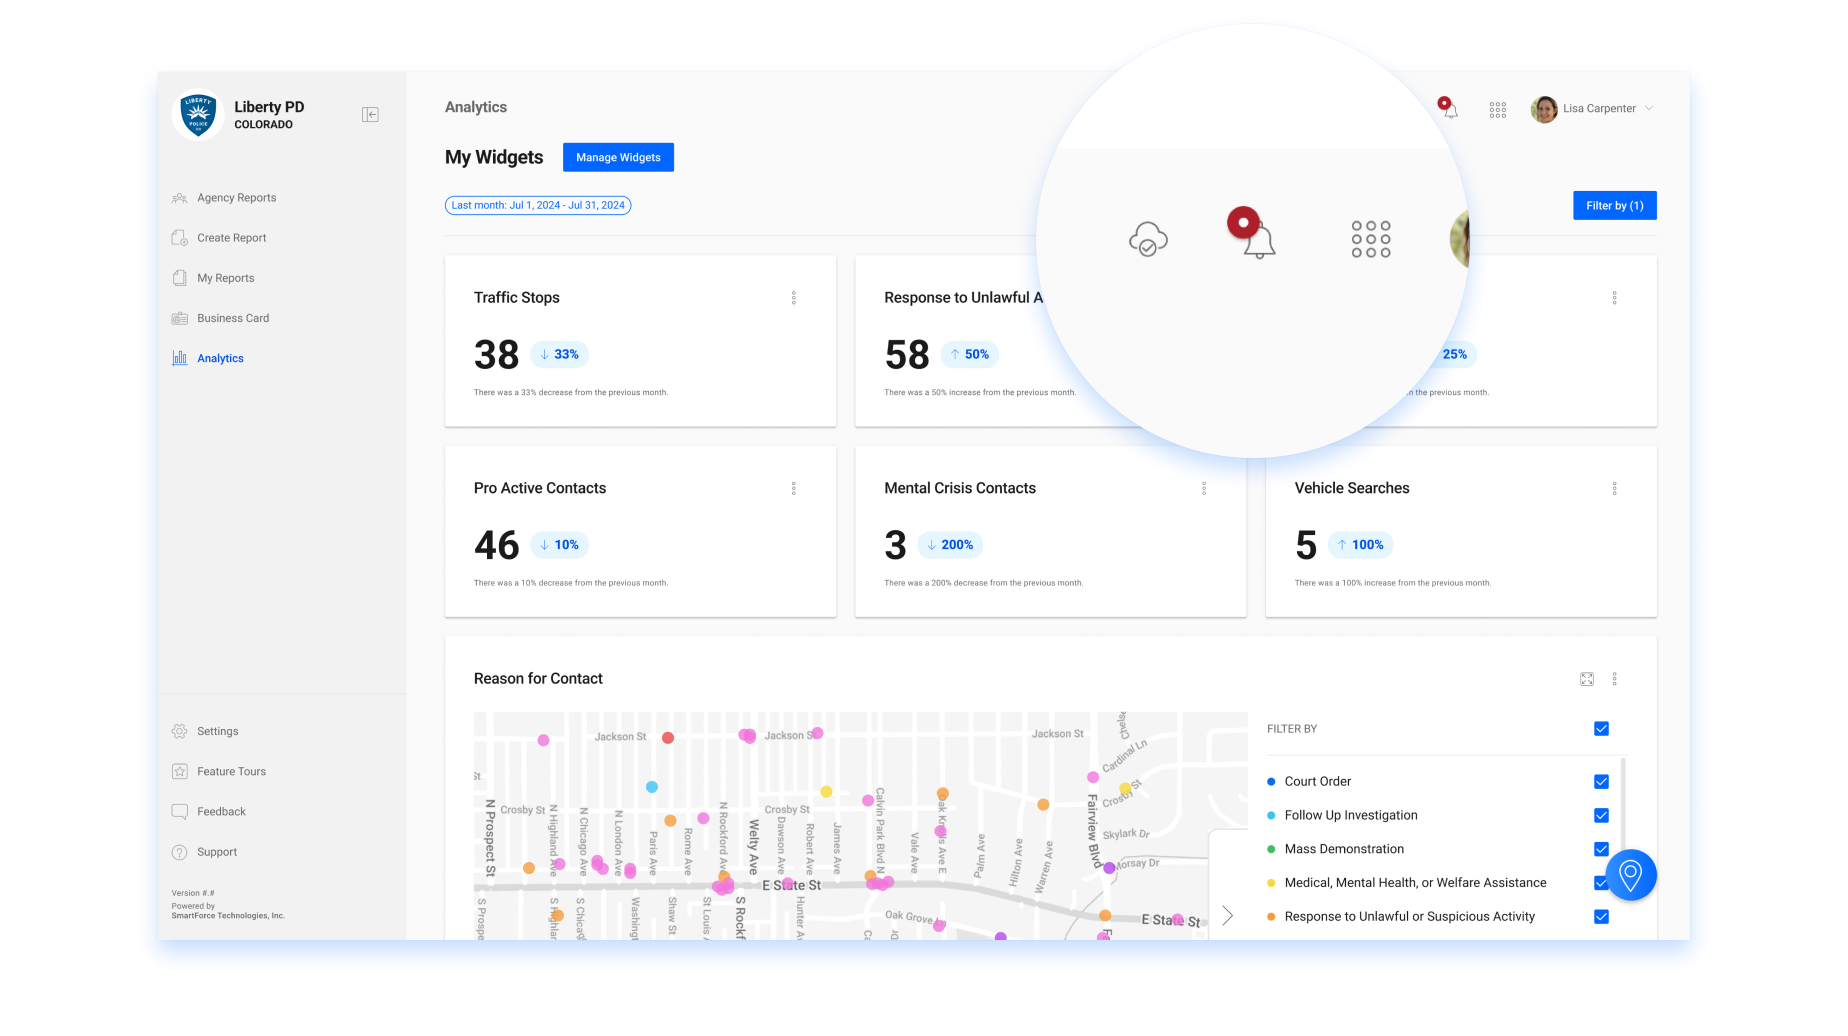 LIBERTY
POLICE
Liberty PD
COLORADO
Agency Reports
Create Report
My Reports
Business Card
Analytics
Settings
Feature Tours
Feedback
Support
Version #.#
Powered by
SmartForce Technologies, Inc.
Analytics
Lisa Carpenter
My Widgets
Manage Widgets
Last month: Jul 1, 2024 - Jul 31, 2024
Filter by (1)
Traffic Stops
38
33%
There was a 33% decrease from the previous month.
Response to Unlawful A
58
50%
There was a 50% increase from the previous month.
25%
the previous month.
Pro Active Contacts
46
10%
There was a 10% decrease from the previous month.
Mental Crisis Contacts
3
200%
There was a 200% decrease from the previous month.
Vehicle Searches
5
100%
There was a 100% increase from the previous month.
Reason for Contact
Jackson St
Jackson St
Jackson St
Cardinal Ln
St
N Prospect St
Crosby St
N Highland Ave
N Chicago Ave
N London Ave
Paris Ave
Rome Ave
N Rockford Ave
Welty Ave
Crosby St
N Dawson Ave
Robert Ave
James Ave
Calvin Park Blvd N
Vale Ave
Oak Knolls Ave E
Palm Ave
Hilton Ave
Warren Ave
Fairview Blvd
Crosby St
Skylark Dr
Morsay Dr
E State St
E State St
Oak Grove
S Prospe
S Highlan
S Chicag
Washingt
Shaw St
St Louis
S Rockf
Hunter A
FILTER BY
Court Order
Follow Up Investigation
Mass Demonstration
Medical, Mental Health, or Welfare Assistance
Response to Unlawful or Suspicious Activity